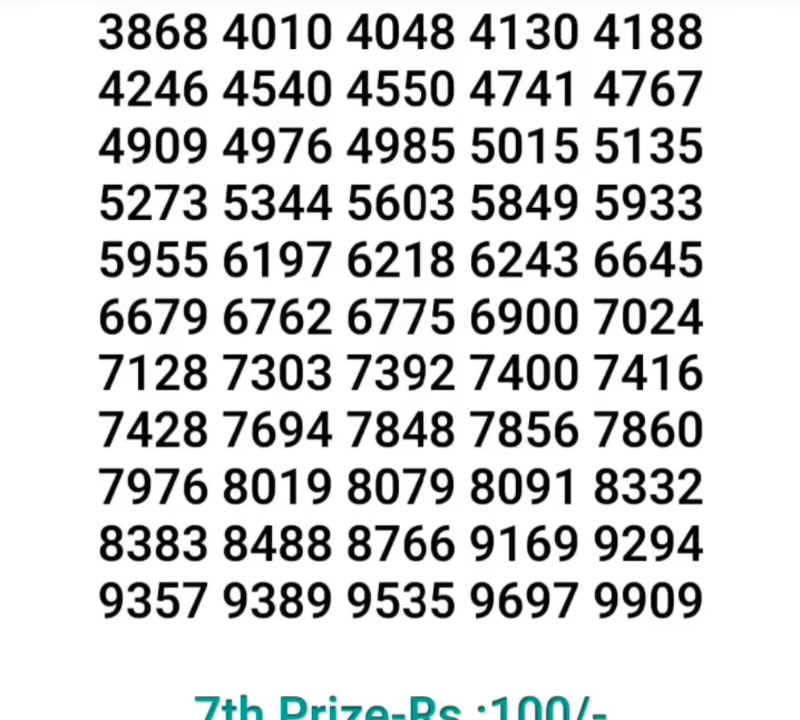 3868 4010 4048 4130 4188
4246 4540 4550 4741 4767
4909 4976 4985 5015 5135
5273 5344 5603 5849 5933
5955 6197 6218 6243 6645
6679 6762 6775 6900 7024
7128 7303 7392 7400 7416
7428 7694 7848 7856 7860
7976 8019 8079 8091 8332
8383 8488 8766 9169 9294
9357 9389 9535 9697 9909
7th Prize-Rs :100/-